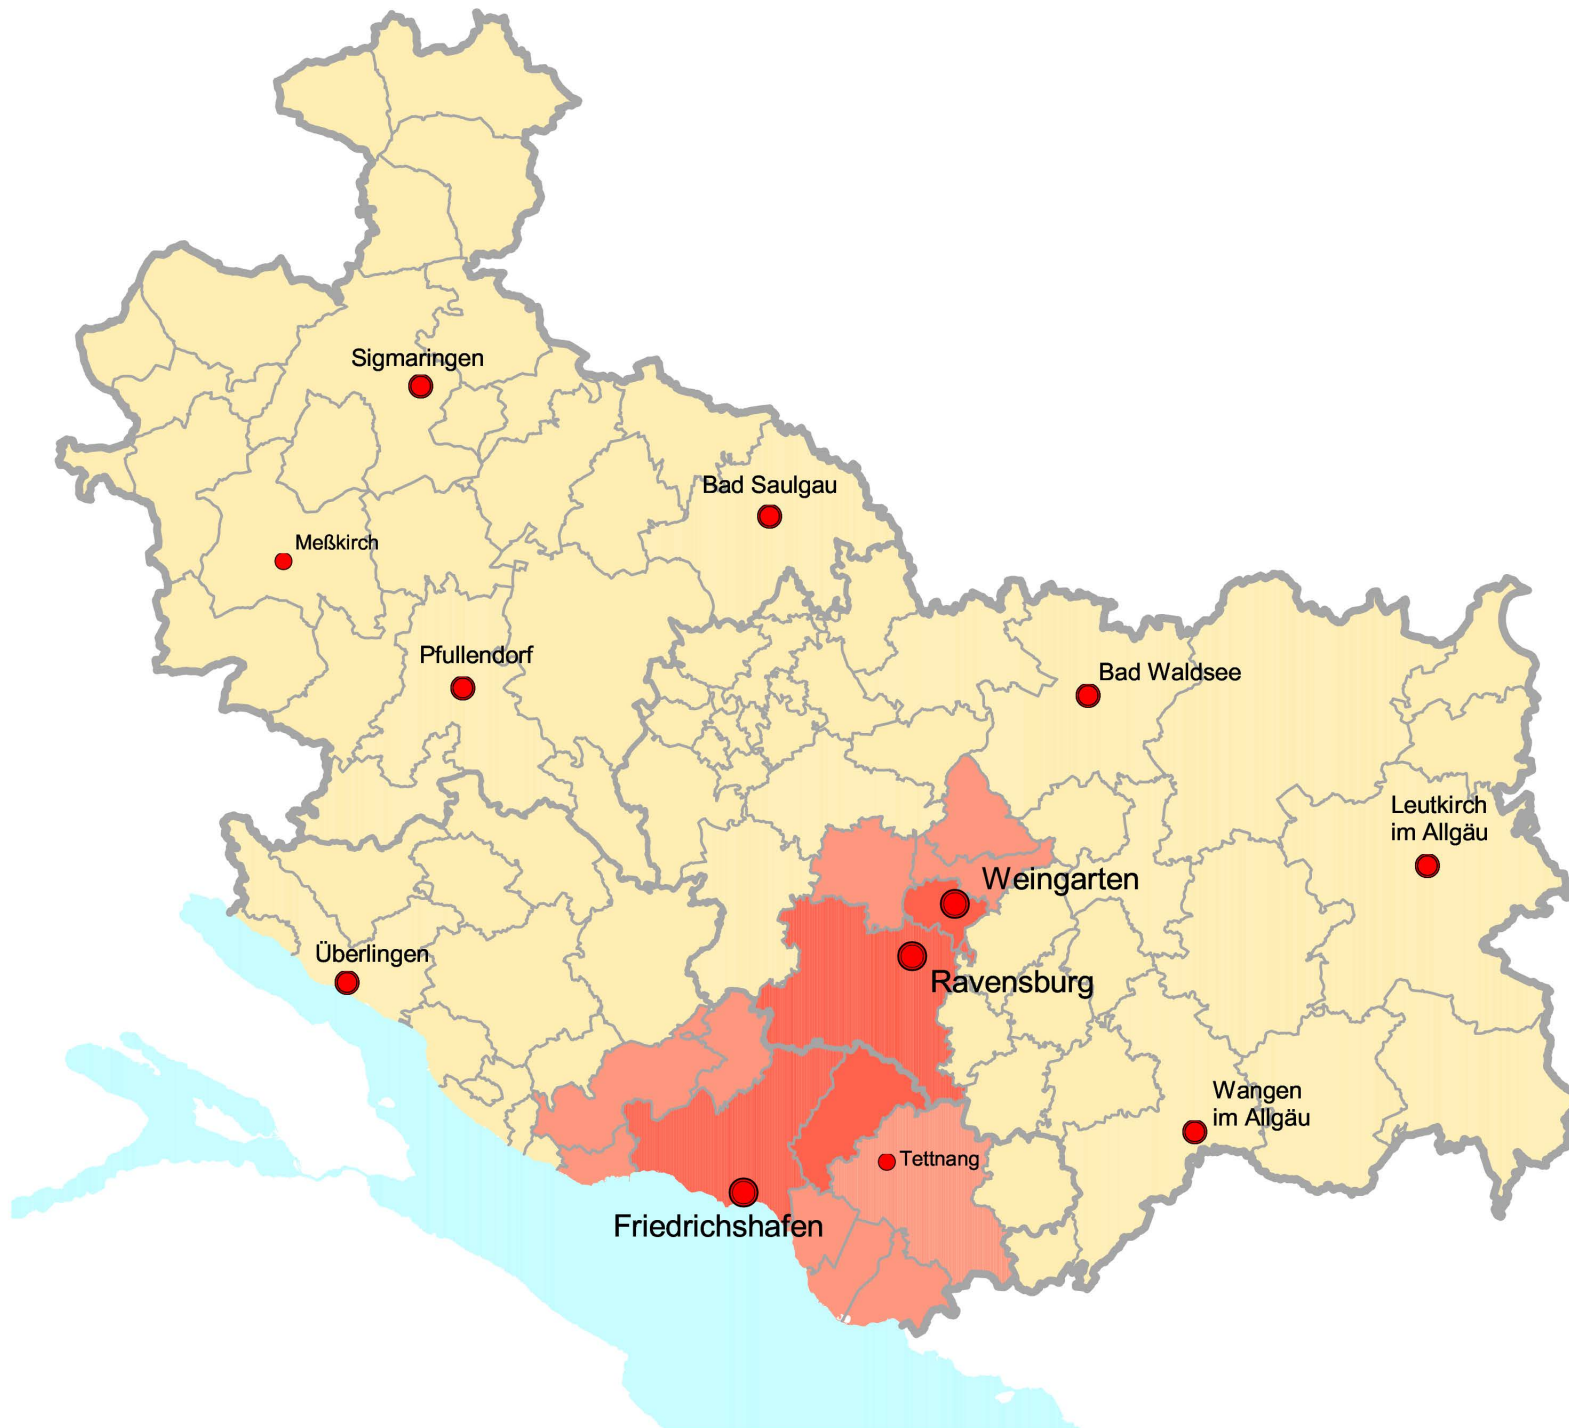 Sigmaringen
Bad Saulgau
Meßkirch
Pfullendorf
Bad Waldsee
Leutkirch
im Allgäu
Weingarten
Überlingen
Ravensburg
Wangen
im Allgäu
Tettnang
Friedrichshafen